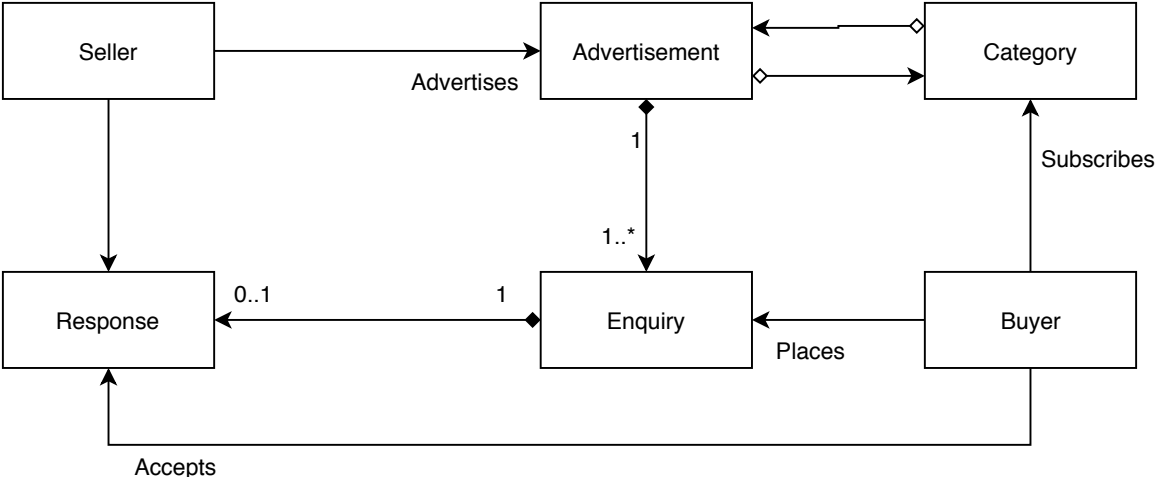 Seller
Advertisement
Category
Advertises
1
Subscribes
1..*
0..1
1
Response
Enquiry
Buyer
Places
Accepts